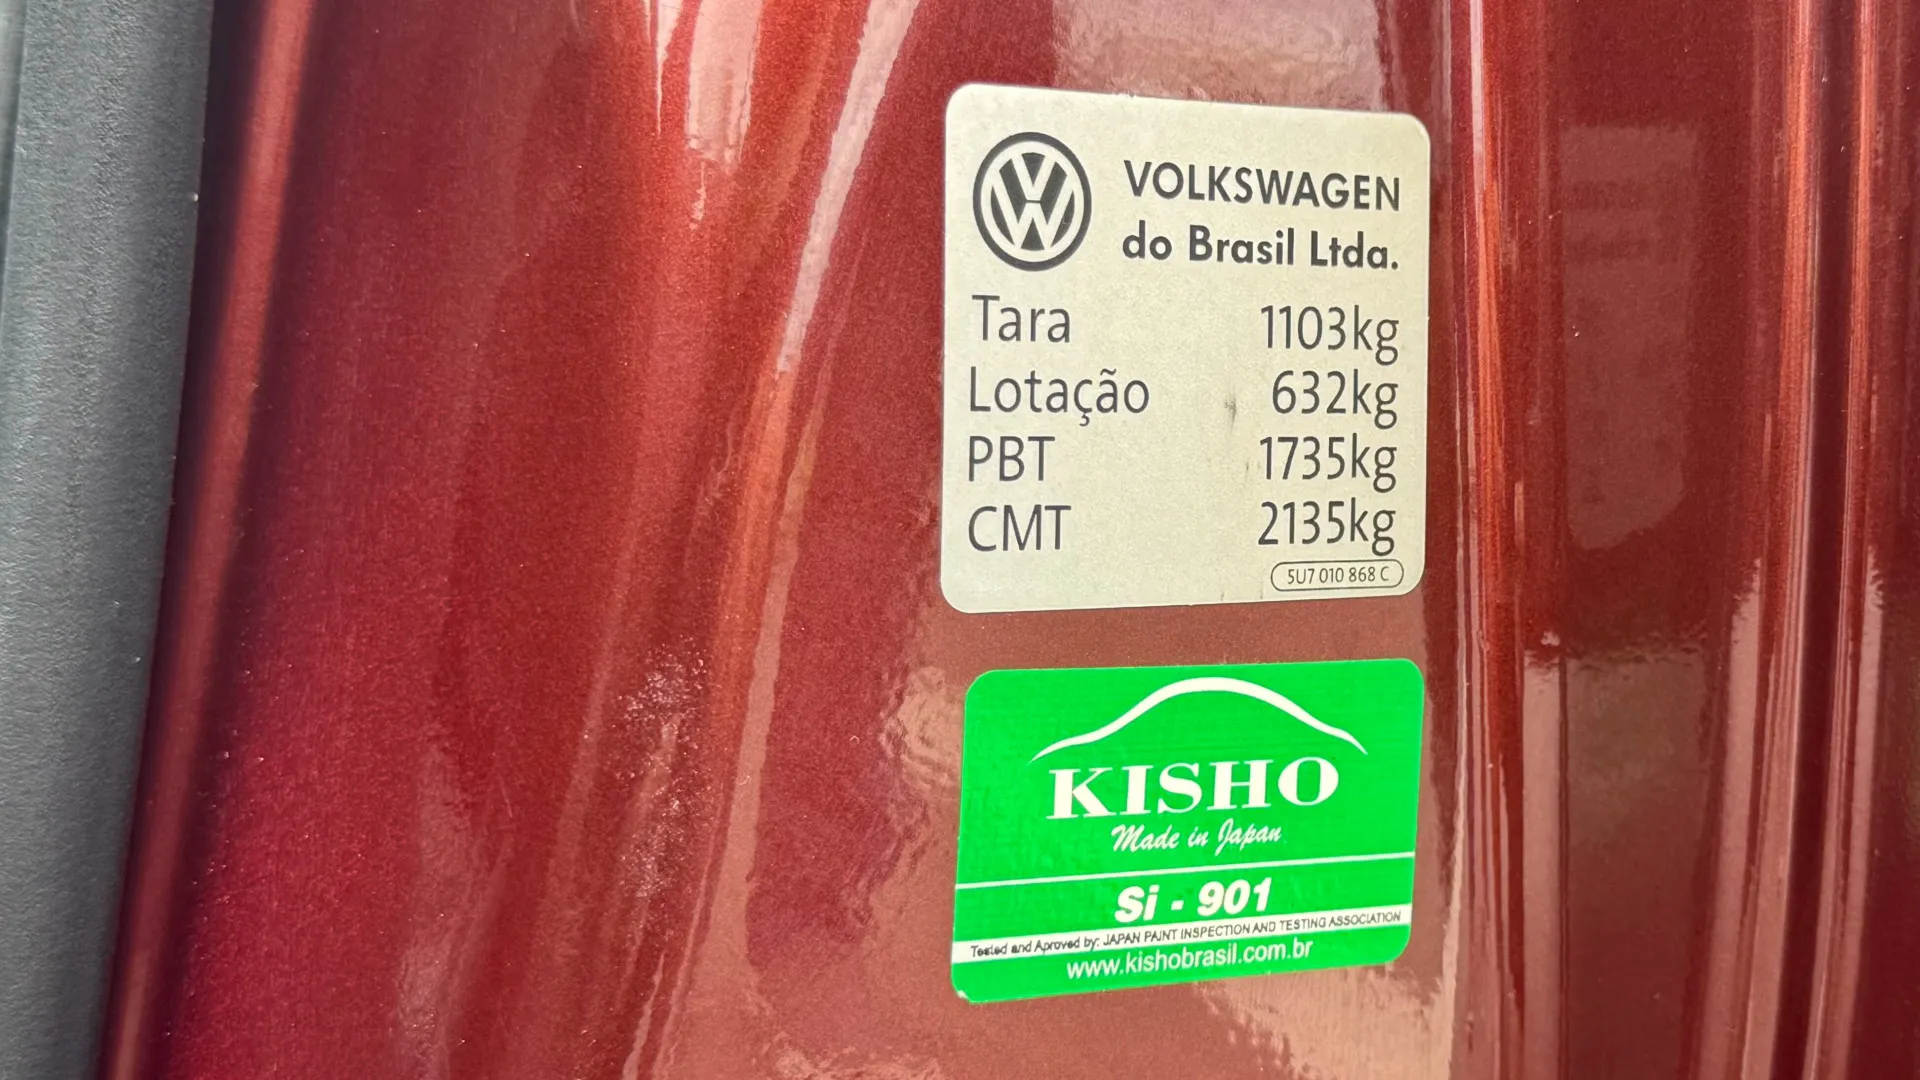 VOLKSWAGEN
do Brasil Ltda.
Tara 1103kg
Lotação 632kg
PBT 1735kg
CMT 2135kg
5U7 010 868 C
KISHO
Made in Japan
Si - 901
Tested and Aproved by: JAPAN PAINT INSPECTION AND TESTING ASSOCIATION
www.kishobrasil.com.br